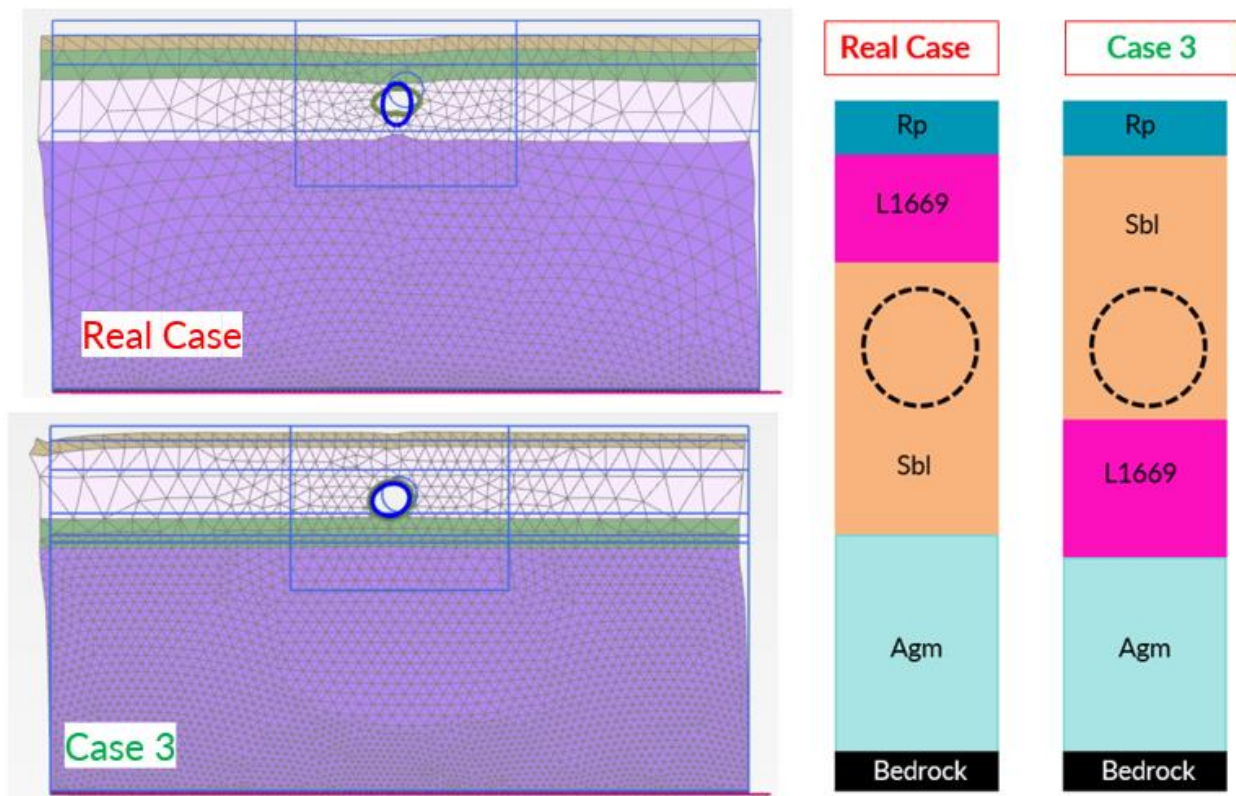 Real Case
Case 3
Real Case
Rp
L1669
Sbl
Agm
Bedrock
Case 3
Rp
Sbl
L1669
Agm
Bedrock